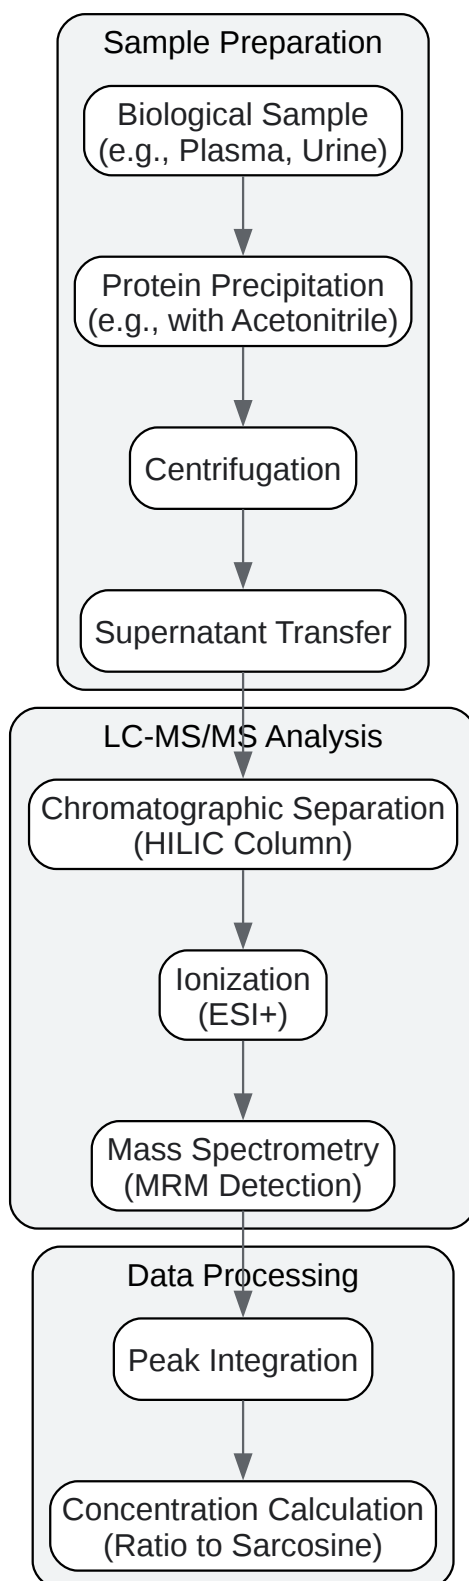 Sample Preparation
Biological Sample
(e.g., Plasma, Urine)
Protein Precipitation
(e.g., with Acetonitrile)
Centrifugation
Supernatant Transfer
LC-MS/MS Analysis
Chromatographic Separation
(HILIC Column)
Ionization
(ESI+)
Mass Spectrometry
(MRM Detection)
Data Processing
Peak Integration
Concentration Calculation
(Ratio to Sarcosine)